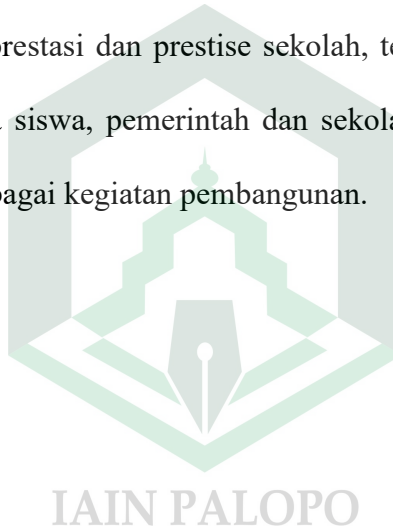 prestasi dan prestise sekolah,
siswa, pemerintah dan
kegiatan pembangunan.
IAIN PALOPO